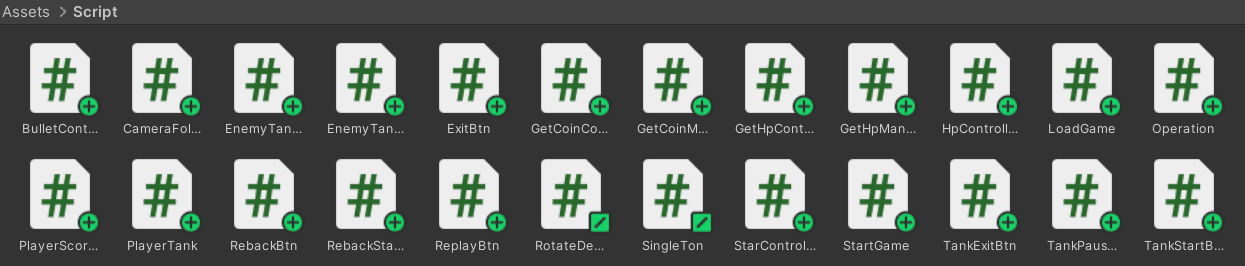 Assets > Script
BulletCont... CameraFol... EnemyTan... EnemyTan... ExitBtn GetCoinCo... GetCoinM... GetHpCont... GetHpMan... HpControll... LoadGame Operation
PlayerScor... PlayerTank RebackBtn RebackSta... ReplayBtn RotateDe... SingleTon StarControl... StartGame TankExitBtn TankPaus... TankStartB...